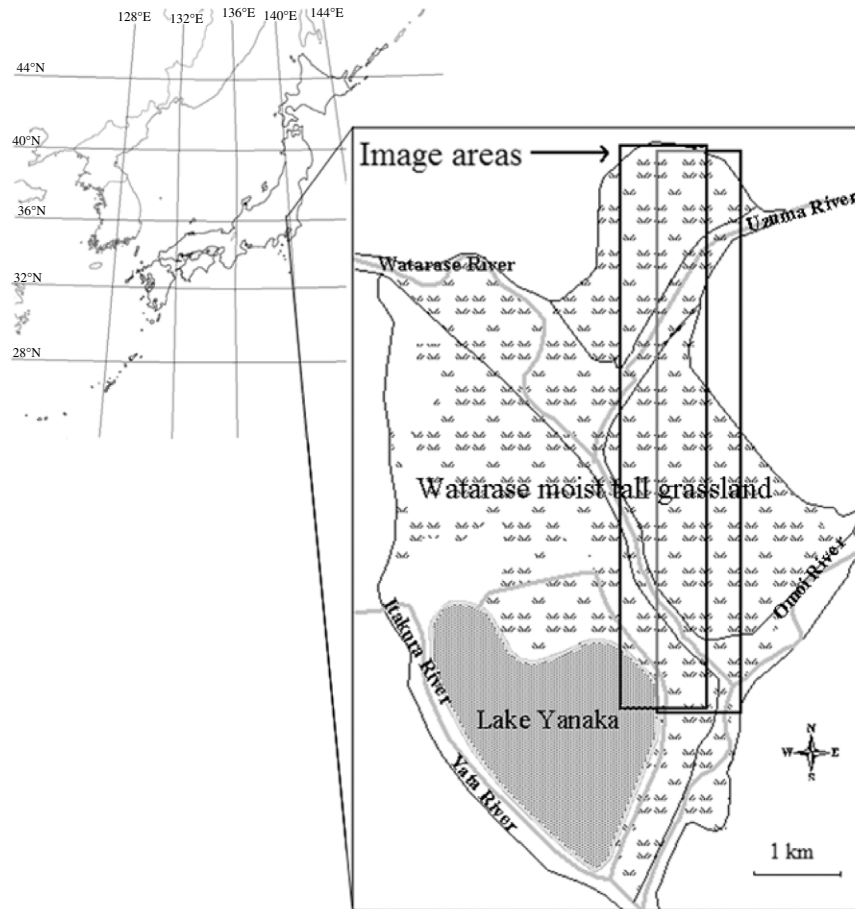 128°E 132°E 136°E 140°E 144°E
44°N
40°N
36°N
32°N
28°N
Image areas
Uzuma River
Watarase River
Watarase moist tall grassland
Omoi River
Itakura River
Lake Yanaka
Yata River
N
W E
S
1 km